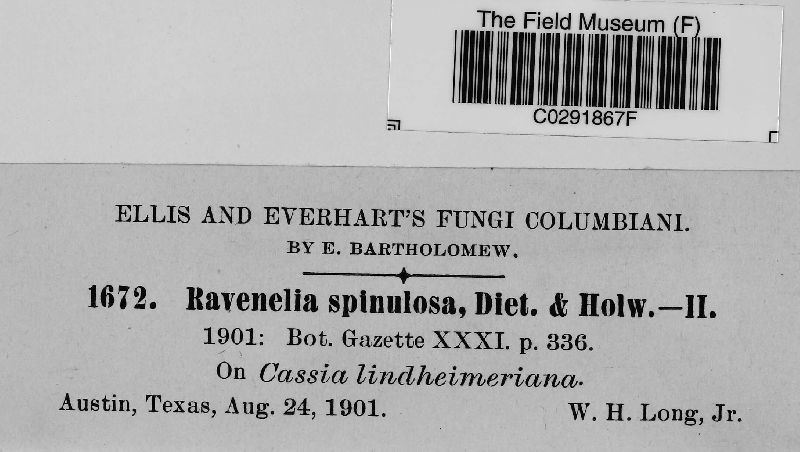 The Field Museum (F)
C0291867F
ELLIS AND EVERHART'S FUNGI COLUMBIANI.
BY E. BARTHOLOMEW.
1672. Ravenelia spinulosa, Diet. & Holw.—II.
1901: Bot. Gazette XXXI. p. 336.
On Cassia lindheimeriana.
Austin, Texas, Aug. 24, 1901. W. H. Long, Jr.